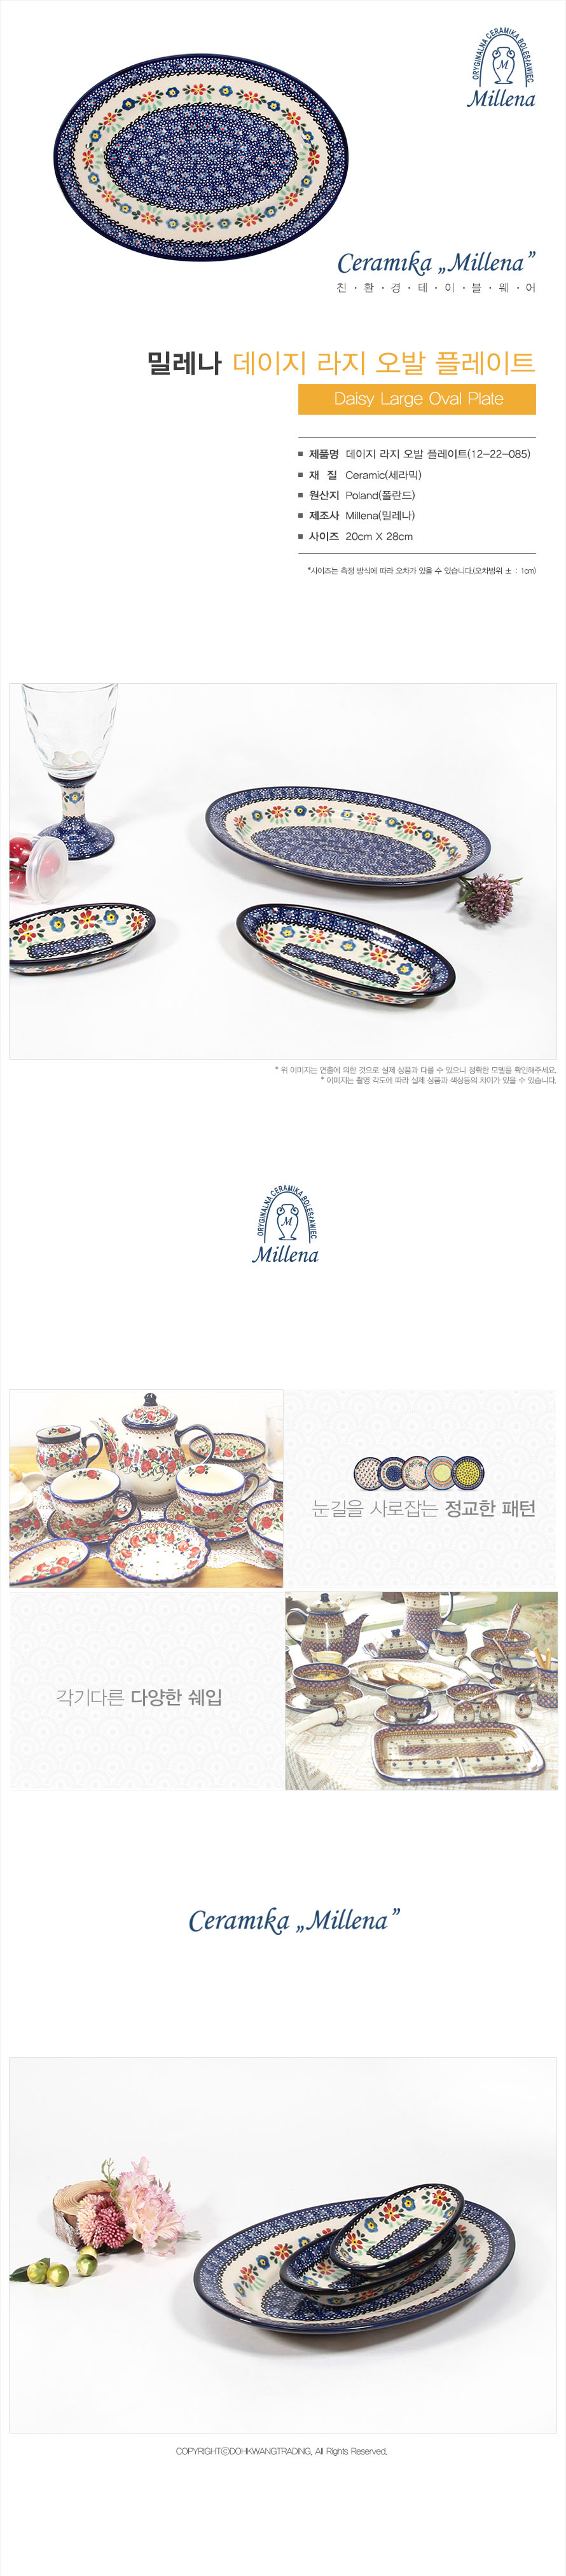 ORYGINALNA CERAMIKA BOLESŁAWIEC
M
Millena
Ceramika „Millena”
친 · 환 · 경 · 테 · 이 · 블 · 웨 · 어
밀레나 데이지 라지 오발 플레이트
Daisy Large Oval Plate
■ 제품명 데이지 라지 오발 플레이트(12-22-085)
■ 재 질 Ceramic(세라믹)
■ 원산지 Poland(폴란드)
■ 제조사 Millena(밀레나)
■ 사이즈 20cm X 28cm
*사이즈는 측정 방식에 따라 오차가 있을 수 있습니다.(오차범위 ± : 1cm)
* 위 이미지는 연출에 의한 것으로 실제 상품과 다를 수 있으니 정확한 모델을 확인해주세요.
* 이미지는 촬영 각도에 따라 실제 상품과 색상등의 차이가 있을 수 있습니다.
ORYGINALNA CERAMIKA BOLESŁAWIEC
M
Millena
눈길을 사로잡는 정교한 패턴
각기다른 다양한 쉐입
Ceramika „Millena”
COPYRIGHTⓒDOHKWANGTRADING. All Rights Reserved.